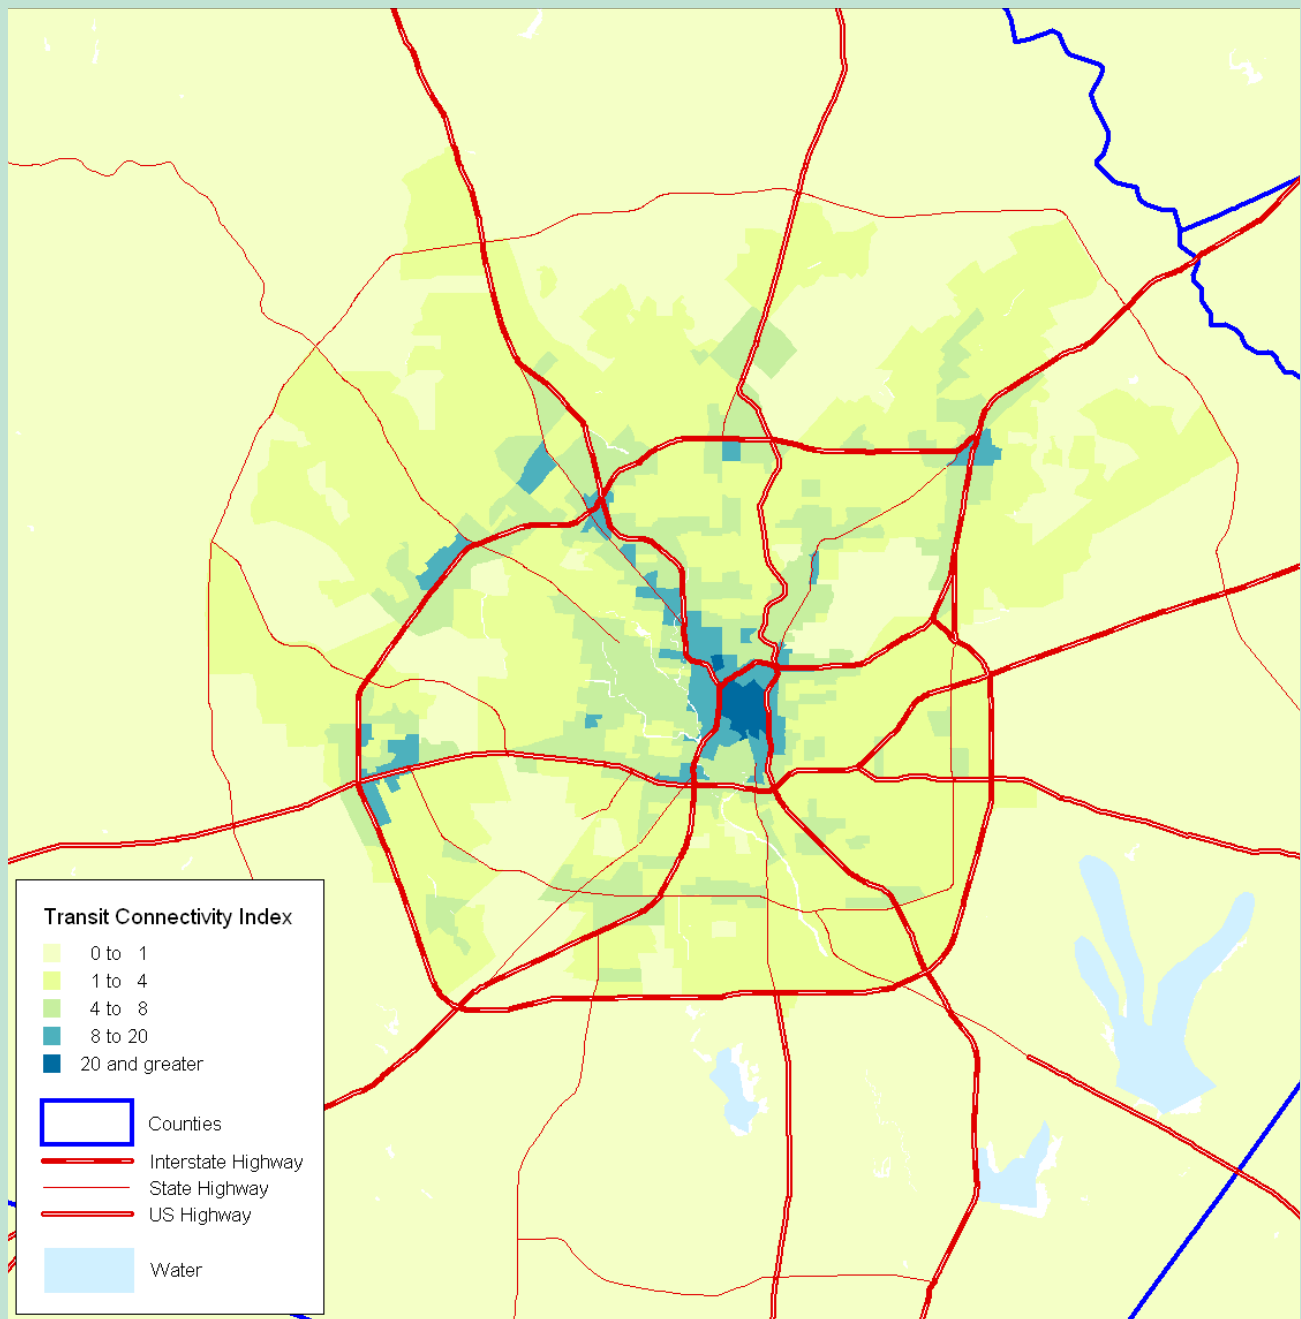 Transit Connectivity Index
0 to 1
1 to 4
4 to 8
8 to 20
20 and greater
Counties
Interstate Highway
State Highway
US Highway
Water